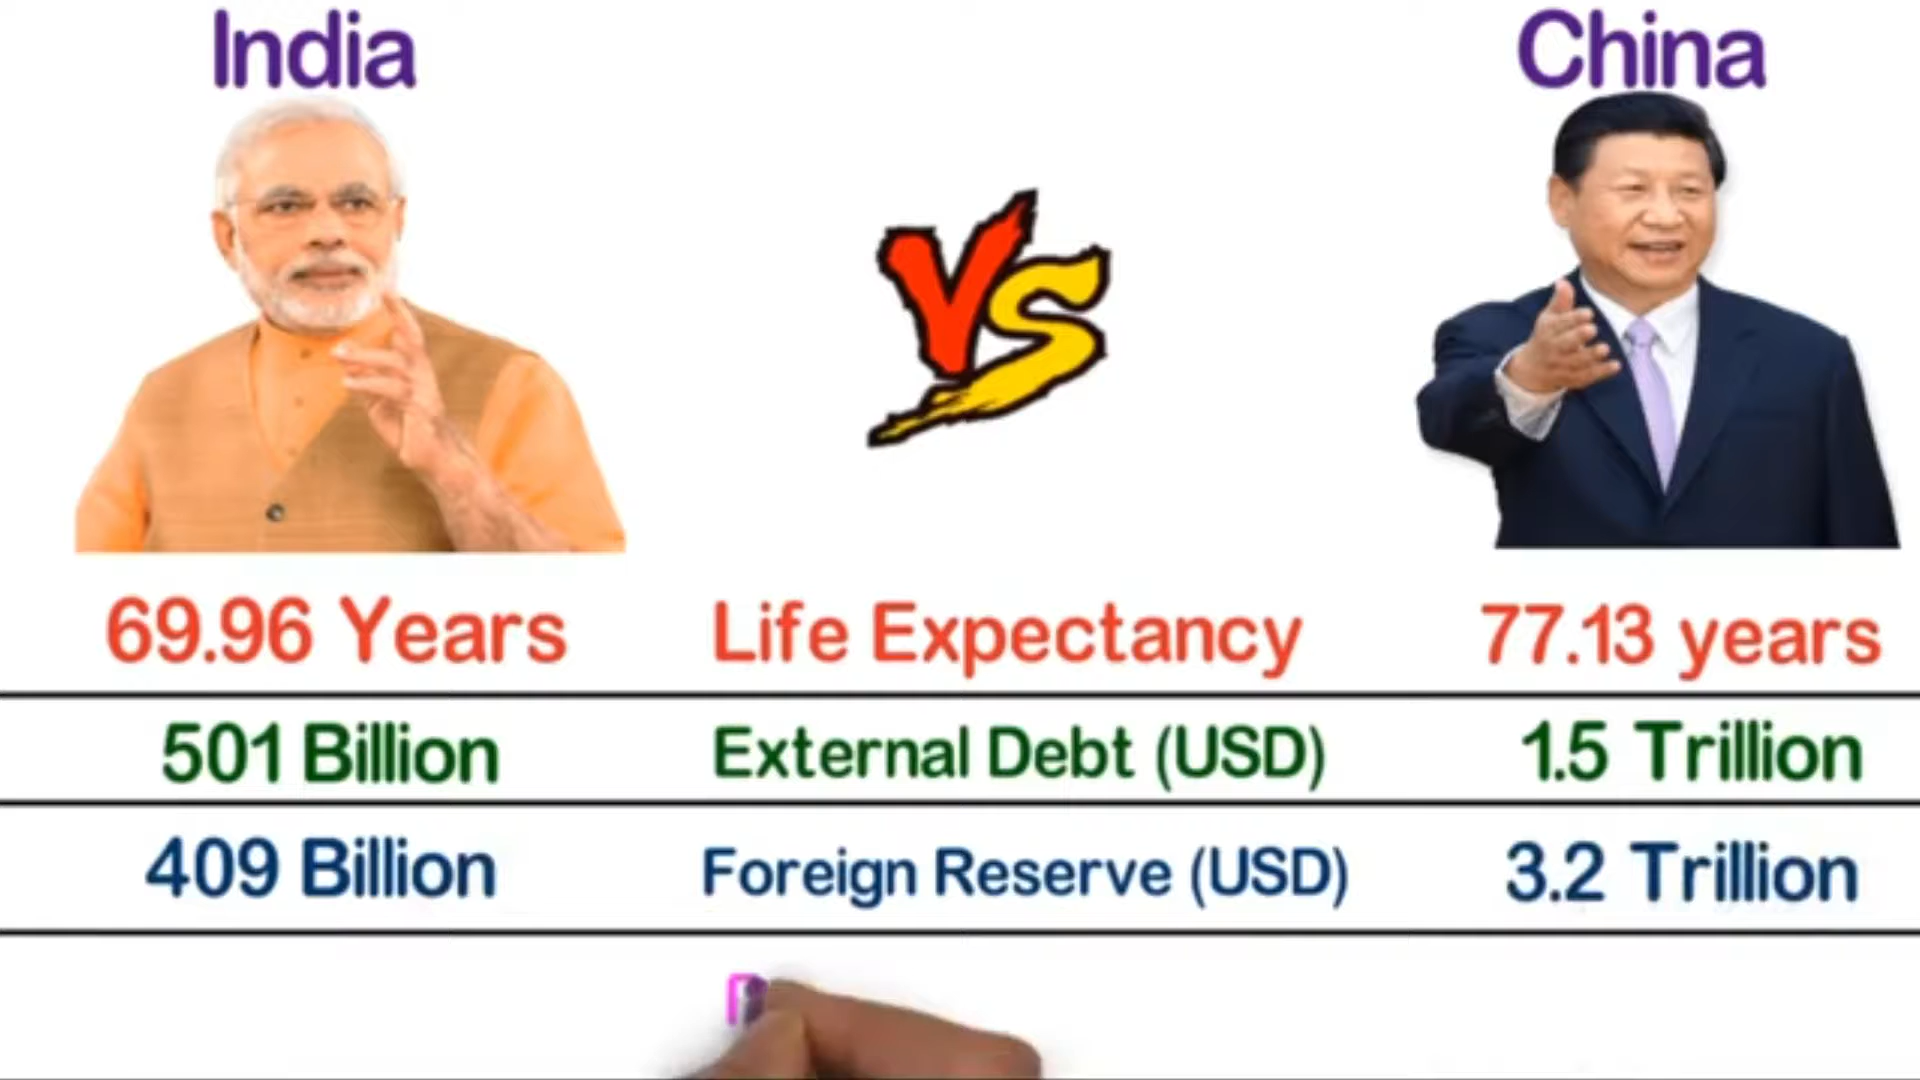 India
China
VS
69.96 Years Life Expectancy 77.13 years
501 Billion External Debt (USD) 1.5 Trillion
409 Billion Foreign Reserve (USD) 3.2 Trillion